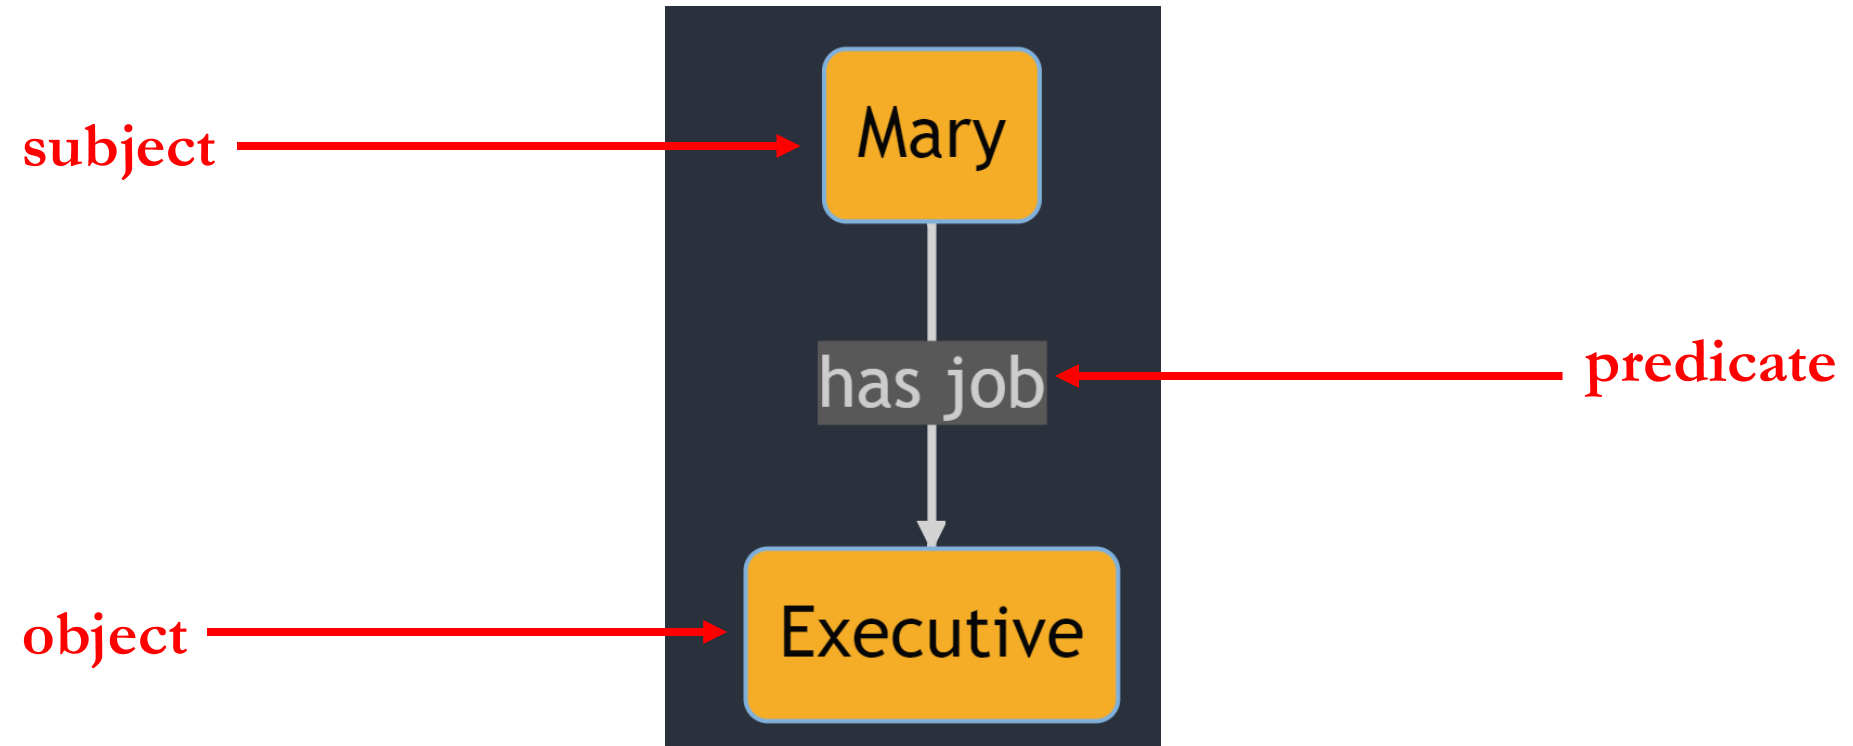 subject
Mary
has job
predicate
object
Executive